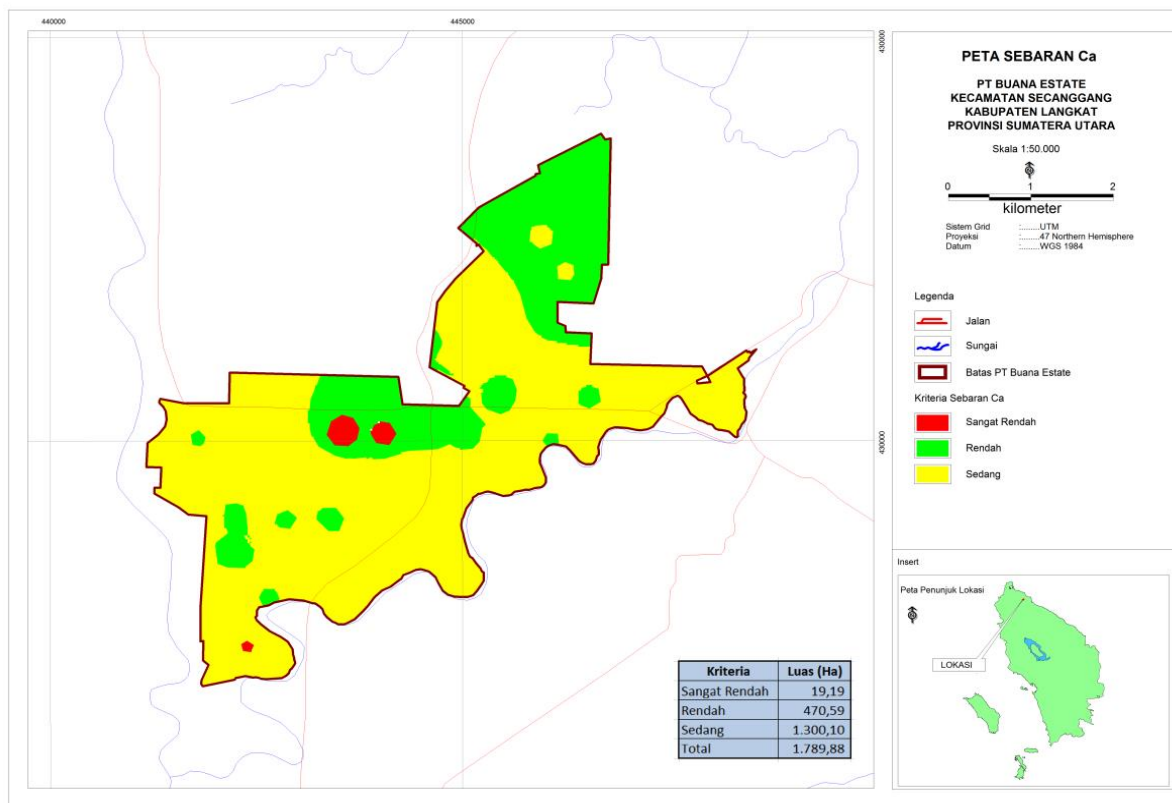 440000
445000
430000
430000
PETA SEBARAN Ca
PT BUANA ESTATE
KECAMATAN SECANGGANG
KABUPATEN LANGKAT
PROVINSI SUMATERA UTARA
Skala 1:50.000
0 1 2
kilometer
Sistem Grid :........UTM
Proyeksi :........47 Northern Hemisphere
Datum :........WGS 1984
Legenda
Jalan
Sungai
Batas PT Buana Estate
Kriteria Sebaran Ca
Sangat Rendah
Rendah
Sedang
Insert
Peta Penunjuk Lokasi
LOKASI
Kriteria Luas (Ha)
Sangat Rendah 19,19
Rendah 470,59
Sedang 1.300,10
Total 1.789,88